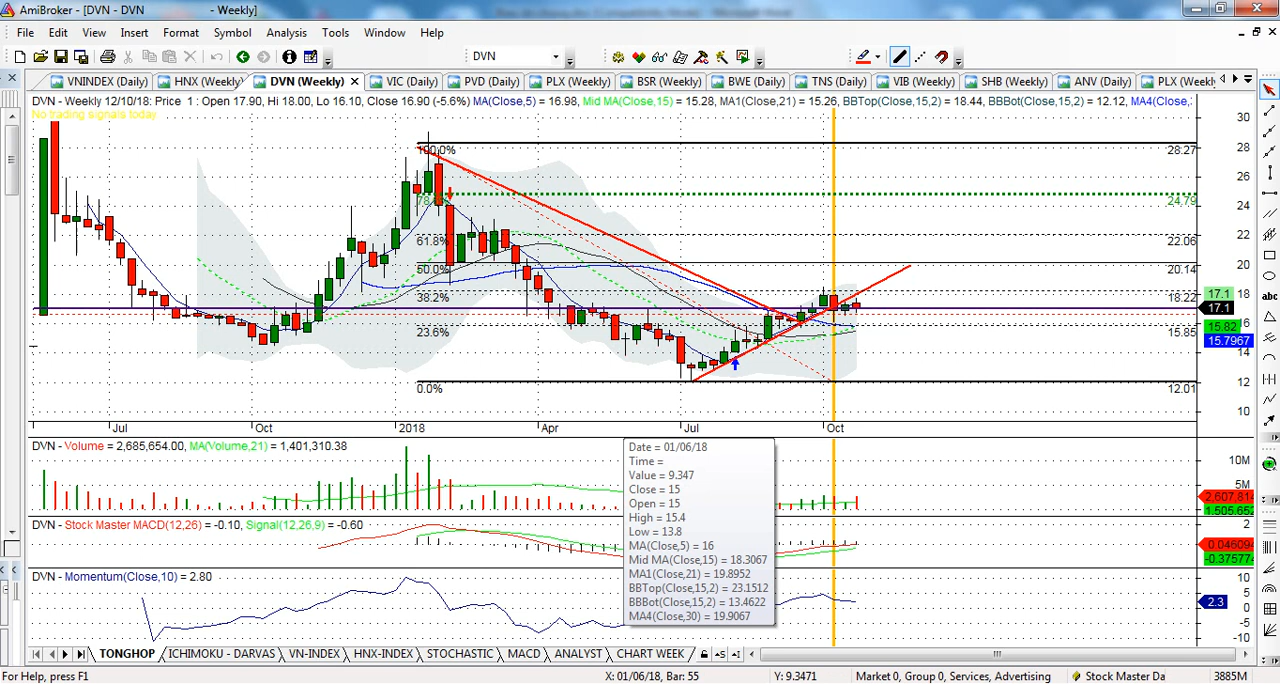 AmiBroker - [DVN - DVN - Weekly]
File Edit View Insert Format Symbol Analysis Tools Window Help
DVN
VNINDEX (Daily) HNX (Weekly) DVN (Weekly) VIC (Daily) PVD (Daily) PLX (Weekly) BSR (Weekly) BWE (Daily) TNS (Daily) VIB (Weekly) SHB (Weekly) ANV (Daily) PLX (Weekly
DVN - Weekly 12/10/18: Price 1 : Open 17.90, Hi 18.00, Lo 16.10, Close 16.90 (-5.6%) MA(Close,5) = 16.98, Mid MA(Close,15) = 15.28, MA1(Close,21) = 15.26, BBTop(Close,15,2) = 18.44, BBBot(Close,15,2) = 12.12, MA4(Close,
No trading signals today
30
100.0% 28.27 28
26
78. 24.79
24
61.8% 22.06 22
50.0% 20.14 20
38.2% 18.22 18
17.1
17.1
16
15.82
23.6% 15.85
15.7967
14
0.0% 12.01 12
10
Jul Oct 2018 Apr Jul Oct
DVN - Volume = 2,685,654.00, MA(Volume,21) = 1,401,310.38
10M
5M
2,607,814
1,505,652
DVN - Stock Master MACD(12,26) = -0.10, Signal(12,26,9) = -0.60
2
0.046094
-0.37577
DVN - Momentum(Close,10) = 2.80
10
5
2.3
0
-5
-10
Date = 01/06/18
Time =
Value = 9.347
Close = 15
Open = 15
High = 15.4
Low = 13.8
MA(Close,5) = 16
Mid MA(Close,15) = 18.3067
MA1(Close,21) = 19.8952
BBTop(Close,15,2) = 23.1512
BBBot(Close,15,2) = 13.4622
MA4(Close,30) = 19.9067
TONGHOP ICHIMOKU - DARVAS VN-INDEX HNX-INDEX STOCHASTIC MACD ANALYST CHART WEEK
For Help, press F1 X: 01/06/18, Bar: 55 Y: 9.3471 Market 0, Group 0, Services, Advertising Stock Master Da 3885M
abc